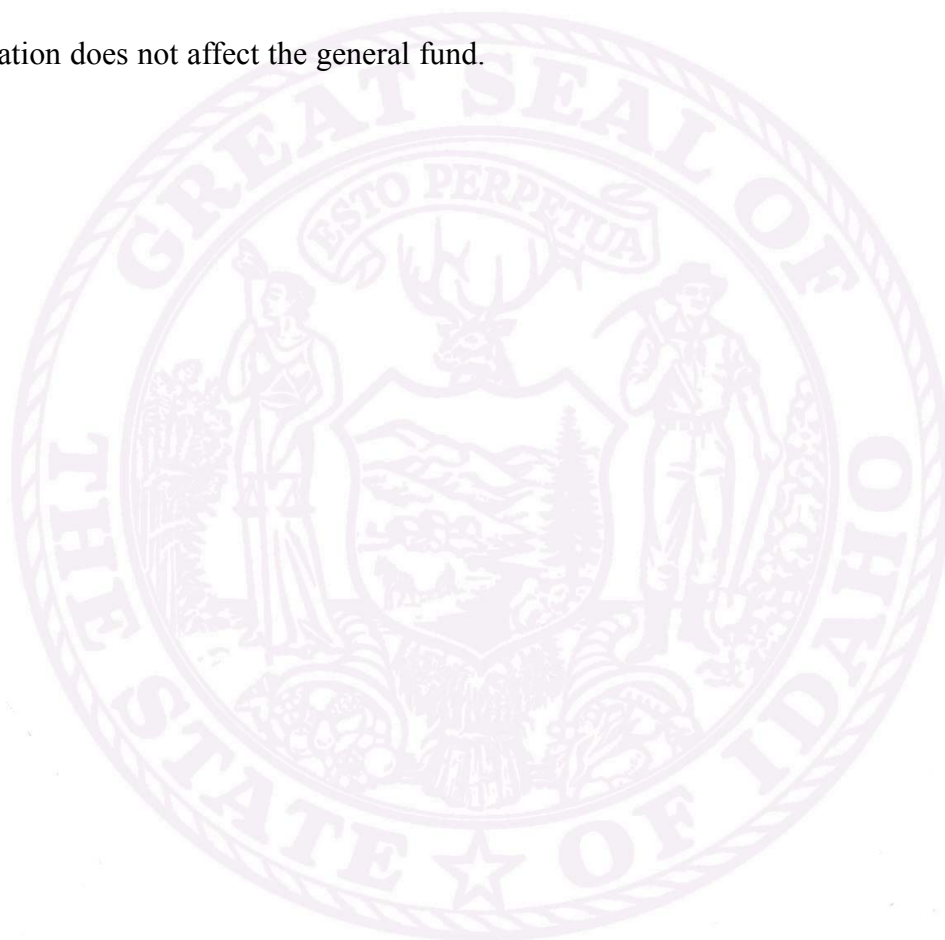 ation does not affect the general fund.
GREAT SEAL OF
ESTO PERPETUA
THE STATE OF IDAHO